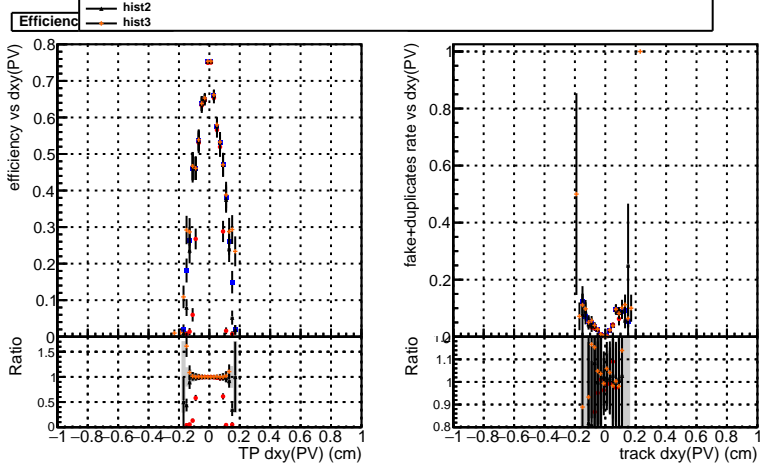 hist2
Efficienc
hist3
efficiency vs dxy(PV)
0.8
0.7
0.6
0.5
0.4
0.3
0.2
0.1
0
Ratio
1.5
1
0.5
0
−1 −0.8 −0.6 −0.4 −0.2 0 0.2 0.4 0.6 0.8 1
TP dxy(PV) (cm)
fake+duplicates rate vs dxy(PV)
1
0.8
0.6
0.4
0.2
Ratio
1.1
1
0.9
0.8
−1 −0.8 −0.6 −0.4 −0.2 0 0.2 0.4 0.6 0.8 1
track dxy(PV) (cm)